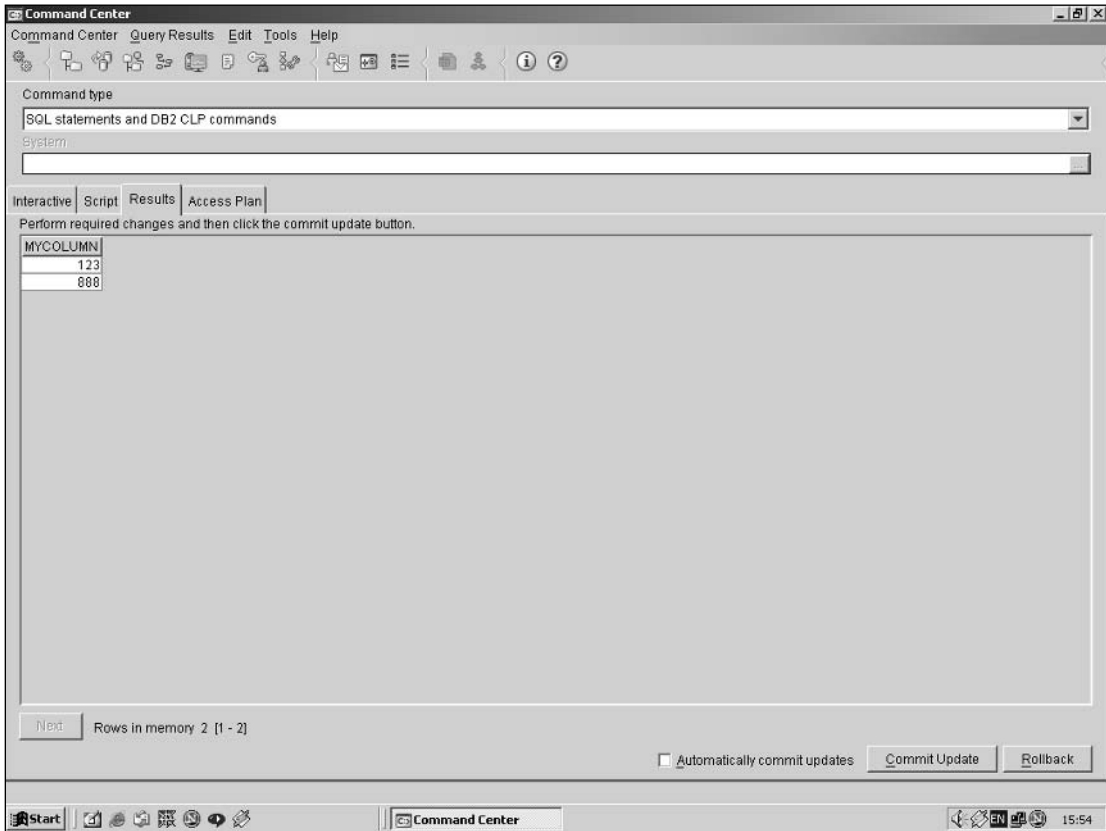 Command Center
Command Center Query Results Edit Tools Help
Command type
SQL statements and DB2 CLP commands
System
...
Interactive Script Results Access Plan
Perform required changes and then click the commit update button.
MYCOLUMN
123
888
Next Rows in memory 2 [1 - 2]
Automatically commit updates Commit Update Rollback
Start Command Center EN 15:54